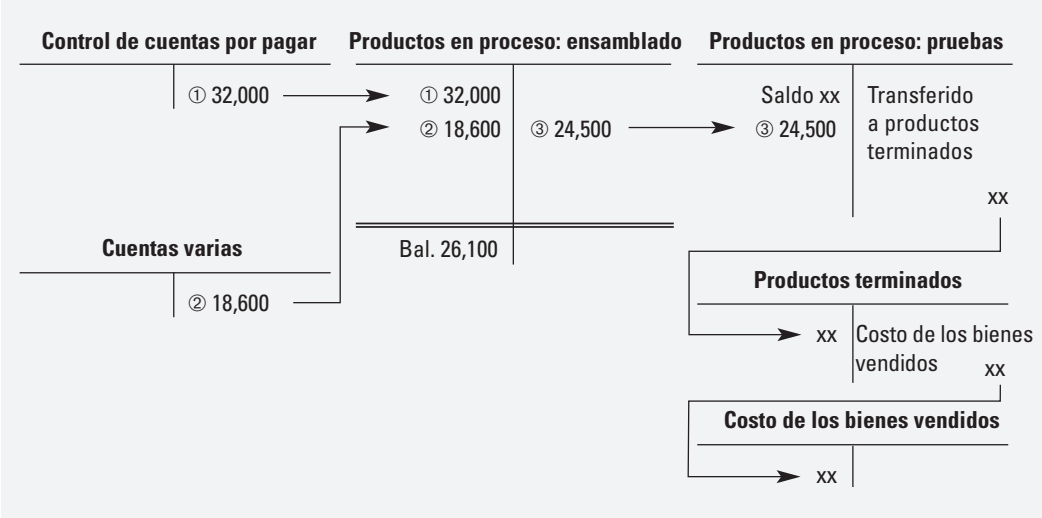 Control de cuentas por pagar
① 32,000
Productos en proceso: ensamblado
① 32,000
② 18,600
③ 24,500
Bal. 26,100
Productos en proceso: pruebas
Saldo xx
③ 24,500
Transferido
a productos
terminados
xx
Cuentas varias
② 18,600
Productos terminados
xx
Costo de los bienes
vendidos
xx
Costo de los bienes vendidos
xx